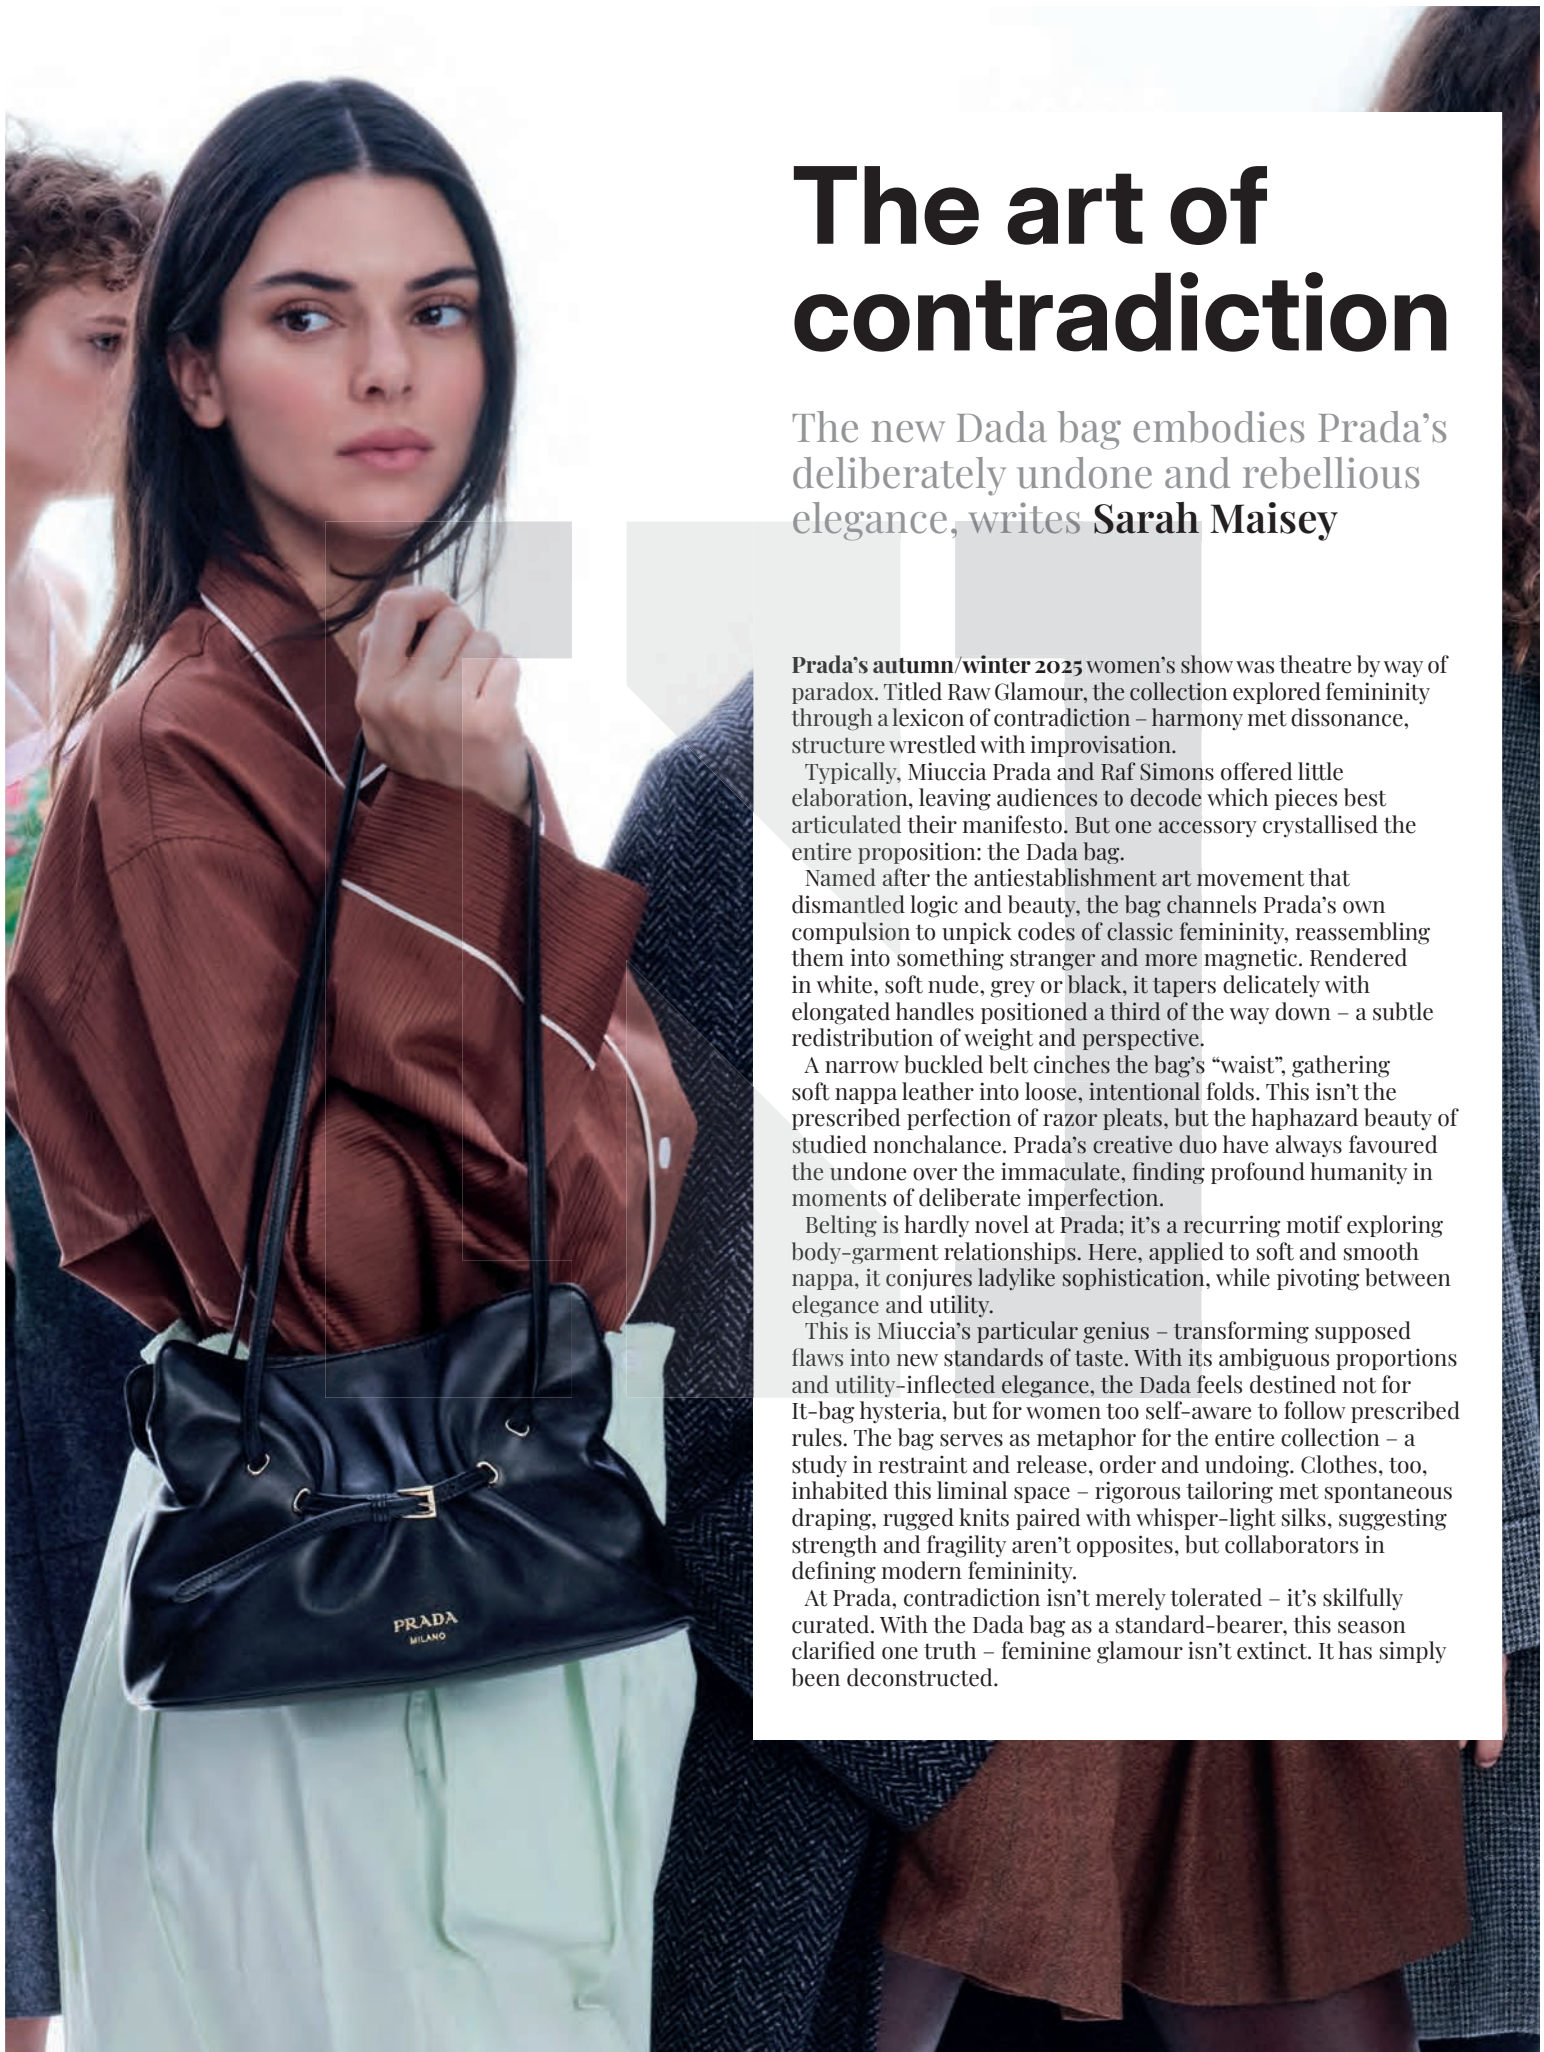 The art of
contradiction
The new Dada bag embodies Prada’s
deliberately undone and rebellious
elegance, writes Sarah Maisey
Prada’s autumn/winter 2025 women’s show was theatre by way of
paradox. Titled Raw Glamour, the collection explored femininity
through a lexicon of contradiction – harmony met dissonance,
structure wrestled with improvisation.
Typically, Miuccia Prada and Raf Simons offered little
elaboration, leaving audiences to decode which pieces best
articulated their manifesto. But one accessory crystallised the
entire proposition: the Dada bag.
Named after the antiestablishment art movement that
dismantled logic and beauty, the bag channels Prada’s own
compulsion to unpick codes of classic femininity, reassembling
them into something stranger and more magnetic. Rendered
in white, soft nude, grey or black, it tapers delicately with
elongated handles positioned a third of the way down – a subtle
redistribution of weight and perspective.
A narrow buckled belt cinches the bag’s “waist”, gathering
soft nappa leather into loose, intentional folds. This isn’t the
prescribed perfection of razor pleats, but the haphazard beauty of
studied nonchalance. Prada’s creative duo have always favoured
the undone over the immaculate, finding profound humanity in
moments of deliberate imperfection.
Belting is hardly novel at Prada; it’s a recurring motif exploring
body-garment relationships. Here, applied to soft and smooth
nappa, it conjures ladylike sophistication, while pivoting between
elegance and utility.
This is Miuccia’s particular genius – transforming supposed
flaws into new standards of taste. With its ambiguous proportions
and utility-inflected elegance, the Dada feels destined not for
It-bag hysteria, but for women too self-aware to follow prescribed
rules. The bag serves as metaphor for the entire collection – a
study in restraint and release, order and undoing. Clothes, too,
inhabited this liminal space – rigorous tailoring met spontaneous
draping, rugged knits paired with whisper-light silks, suggesting
strength and fragility aren’t opposites, but collaborators in
defining modern femininity.
At Prada, contradiction isn’t merely tolerated – it’s skilfully
curated. With the Dada bag as a standard-bearer, this season
clarified one truth – feminine glamour isn’t extinct. It has simply
been deconstructed.
PRADA
MILANO